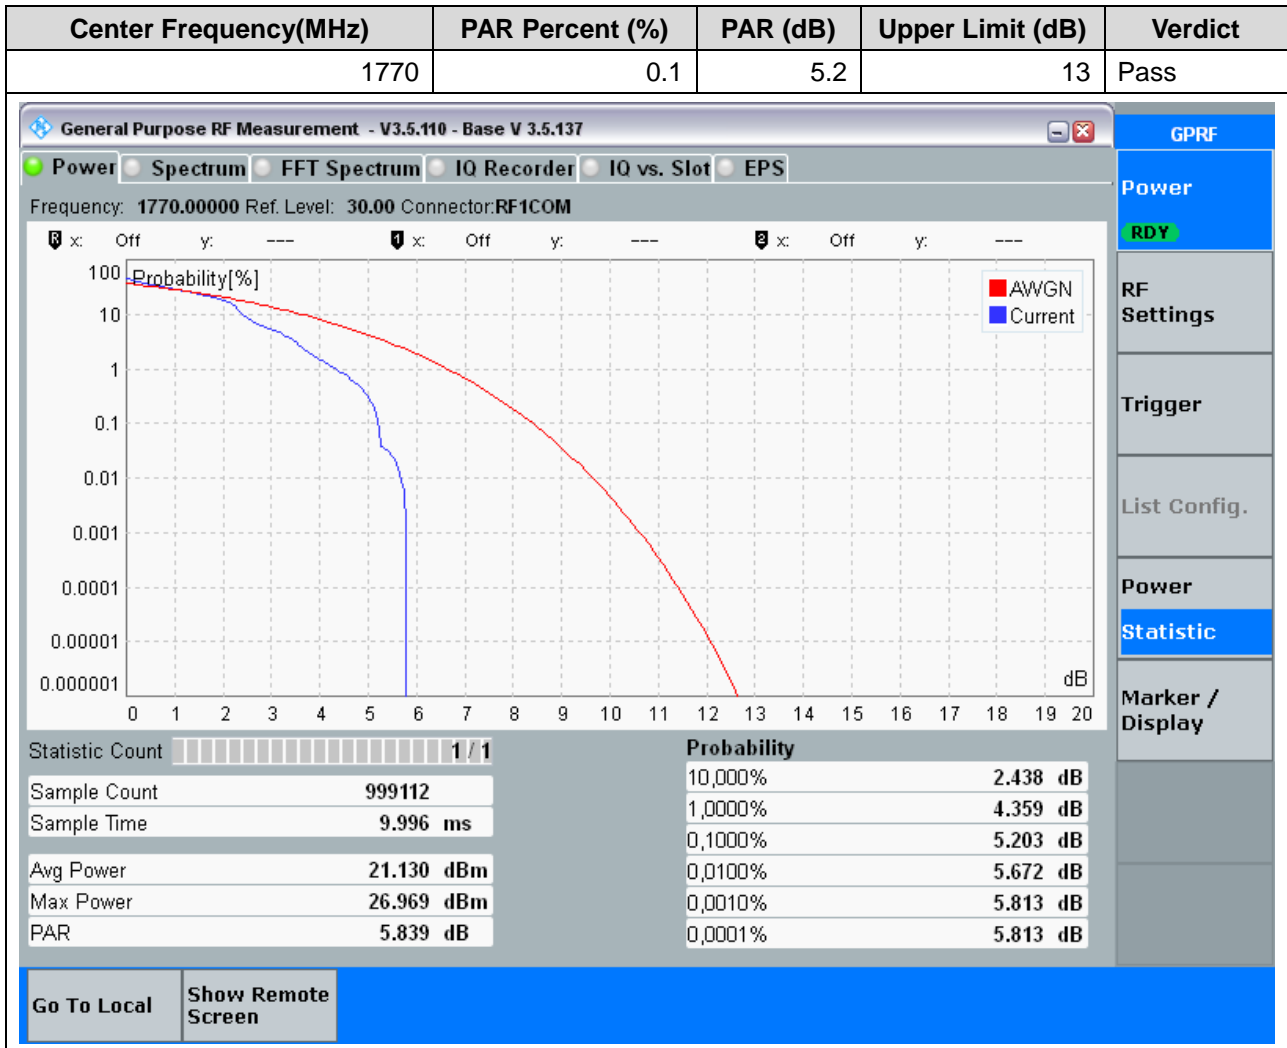 Center Frequency(MHz) PAR Percent (%) PAR (dB) Upper Limit (dB) Verdict
1770 0.1 5.2 13 Pass
General Purpose RF Measurement - V3.5.110 - Base V 3.5.137
GPRF
Power Spectrum FFT Spectrum IQ Recorder IQ vs. Slot EPS
Frequency: 1770.00000 Ref. Level: 30.00 Connector:RF1COM
R x: Off y: --- 1 x: Off y: --- 2 x: Off y: ---
Probability[%]
AWGN
Current
100
10
1
0.1
0.01
0.001
0.0001
0.00001
0.000001
dB
0 1 2 3 4 5 6 7 8 9 10 11 12 13 14 15 16 17 18 19 20
Statistic Count 1 / 1
Sample Count 999112
Sample Time 9.996 ms
Avg Power 21.130 dBm
Max Power 26.969 dBm
PAR 5.839 dB
Probability
10,000% 2.438 dB
1,0000% 4.359 dB
0,1000% 5.203 dB
0,0100% 5.672 dB
0,0010% 5.813 dB
0,0001% 5.813 dB
Power
RDY
RF
Settings
Trigger
List Config.
Power
Statistic
Marker /
Display
Go To Local
Show Remote
Screen